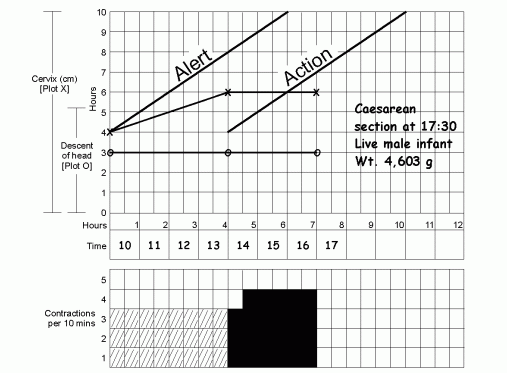 10
9
8
7
6
5
4
3
2
1
0
Cervix (cm)
[Plot X]
Hours
Descent
of head
[Plot O]
Alert
Action
X X X
O O O
Caesarean
section at 17:30
Live male infant
Wt. 4,603 g
Hours 1 2 3 4 5 6 7 8 9 10 11 12
Time 10 11 12 13 14 15 16 17
5
4
3
2
1
Contractions
per 10 mins